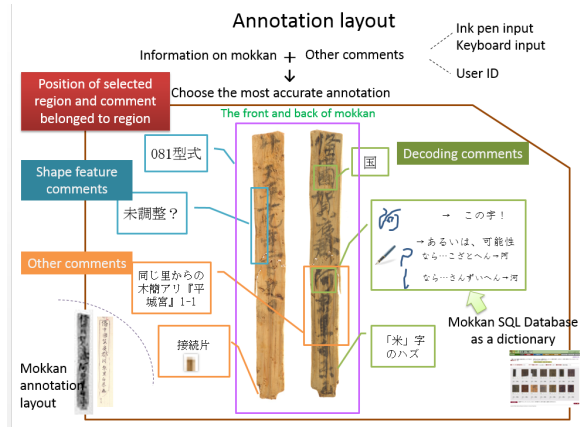 Annotation layout
Information on mokkan + Other comments
Ink pen input
Keyboard input
User ID
Choose the most accurate annotation
Position of selected
region and comment
belonged to region
The front and back of mokkan
081型式
国
Decoding comments
Shape feature
comments
未調整？
→ この字！
→あるいは、可能性
なら…こざとへん→河
なら…さんずいへん→河
Other comments
同じ里からの
木簡アリ『平
城宮』1-1
Mokkan SQL Database
as a dictionary
接続片
「米」字
のハズ
Mokkan
annotation
layout